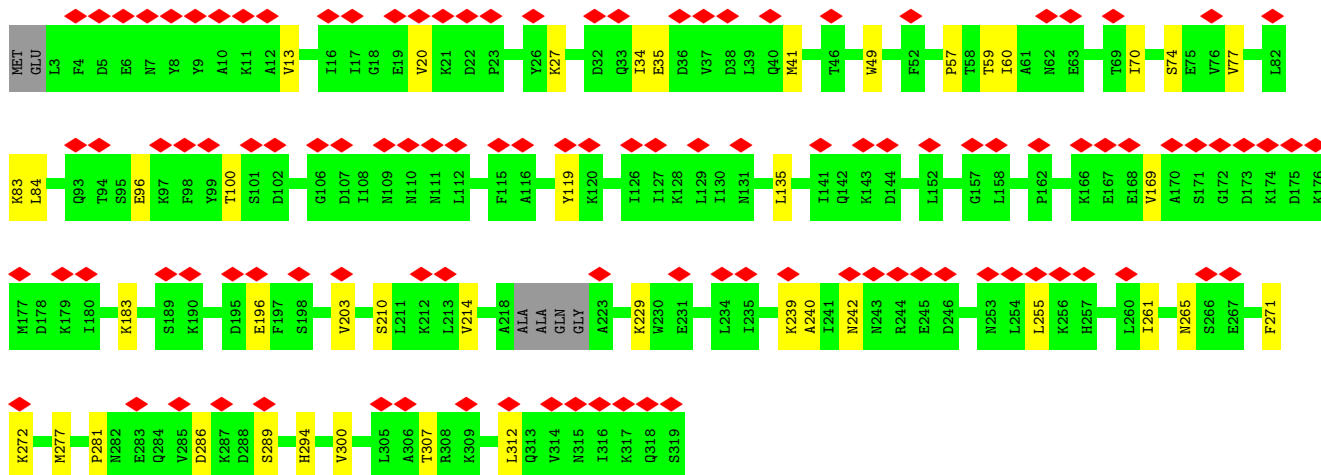 MET GLU L3 F4 D5 E6 N7 Y8 Y9 A10 K11 A12 V13 I16 I17 G18 E19 V20 K21 D22 P23 Y26 K27 D32 Q33 I34 E35 D36 V37 D38 L39 Q40 M41 T46 W49 F52 P57 T58 T59 I60 A61 N62 E63 T69 I70 S74 E75 V76 V77 L82
K83 L84 Q93 T94 S95 E96 K97 F98 Y99 T100 S101 D102 G106 D107 I108 N109 N110 N111 L112 F115 A116 Y119 K120 I126 I127 K128 L129 I130 N131 L135 I141 Q142 K143 D144 L152 G157 L158 P162 K166 E167 E168 V169 A170 S171 G172 D173 K174 D175 K176
M177 D178 K179 I180 K183 S189 K190 D195 E196 F197 S198 V203 S210 L211 K212 L213 V214 A218 ALA ALA GLN GLY A223 K229 W230 E231 L234 I235 K239 A240 I241 N242 N243 R244 E245 D246 N253 L254 L255 K256 H257 L260 I261 N265 S266 E267 F271
K272 M277 P281 N282 E283 Q284 V285 D286 K287 D288 S289 H294 V300 L305 A306 T307 R308 K309 L312 Q313 V314 N315 I316 K317 Q318 S319